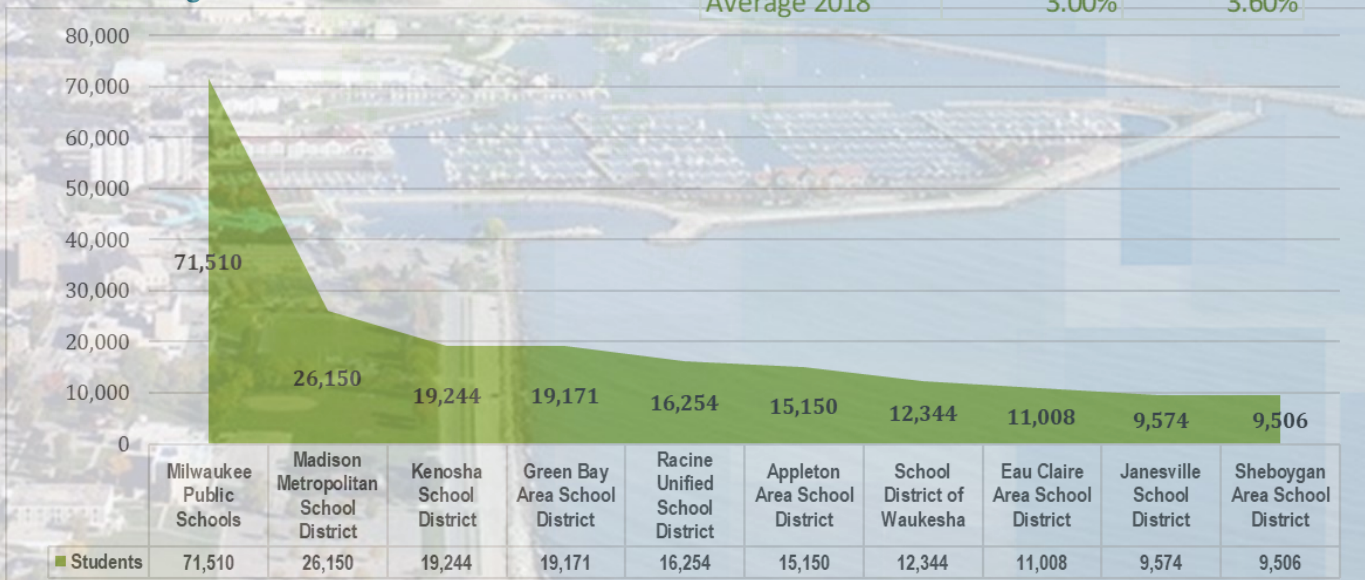 Average 2018 3.00% 3.60%
80,000
70,000
60,000
50,000
40,000
30,000
20,000
10,000
0
71,510
26,150
19,244
19,171
16,254
15,150
12,344
11,008
9,574
9,506
Milwaukee
Public
Schools
Madison
Metropolitan
School
District
Kenosha
School
District
Green Bay
Area School
District
Racine
Unified
School
District
Appleton
Area School
District
School
District of
Waukesha
Eau Claire
Area School
District
Janesville
School
District
Sheboygan
Area School
District
Students 71,510 26,150 19,244 19,171 16,254 15,150 12,344 11,008 9,574 9,506